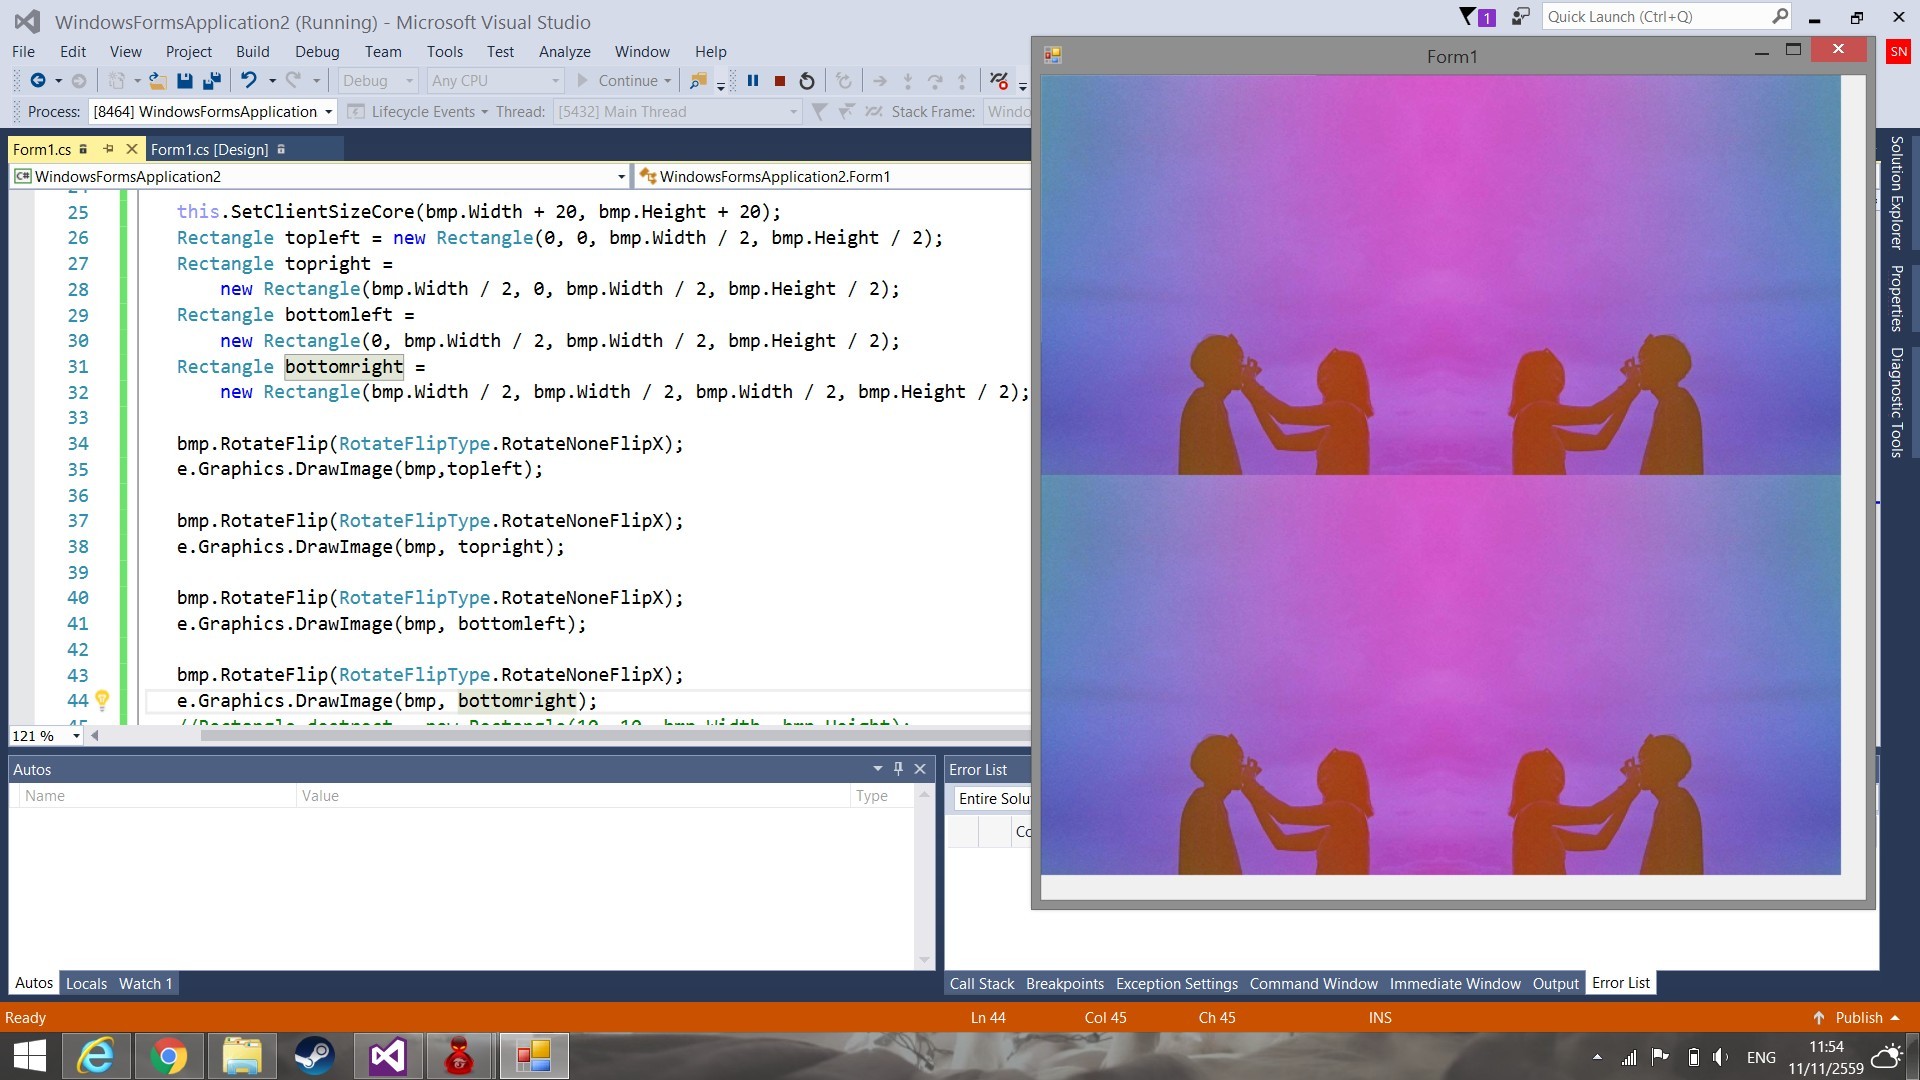 WindowsFormsApplication2 (Running) - Microsoft Visual Studio
1
Quick Launch (Ctrl+Q)
File Edit View Project Build Debug Team Tools Test Analyze Window Help
SN
Debug Any CPU Continue
Process: [8464] WindowsFormsApplication Lifecycle Events Thread: [5432] Main Thread Stack Frame: Windo
Form1.cs Form1.cs [Design]
C# WindowsFormsApplication2 WindowsFormsApplication2.Form1
25 this.SetClientSizeCore(bmp.Width + 20, bmp.Height + 20);
26 Rectangle topleft = new Rectangle(0, 0, bmp.Width / 2, bmp.Height / 2);
27 Rectangle topright =
28 new Rectangle(bmp.Width / 2, 0, bmp.Width / 2, bmp.Height / 2);
29 Rectangle bottomleft =
30 new Rectangle(0, bmp.Width / 2, bmp.Width / 2, bmp.Height / 2);
31 Rectangle bottomright =
32 new Rectangle(bmp.Width / 2, bmp.Width / 2, bmp.Width / 2, bmp.Height / 2);
33
34 bmp.RotateFlip(RotateFlipType.RotateNoneFlipX);
35 e.Graphics.DrawImage(bmp,topleft);
36
37 bmp.RotateFlip(RotateFlipType.RotateNoneFlipX);
38 e.Graphics.DrawImage(bmp, topright);
39
40 bmp.RotateFlip(RotateFlipType.RotateNoneFlipX);
41 e.Graphics.DrawImage(bmp, bottomleft);
42
43 bmp.RotateFlip(RotateFlipType.RotateNoneFlipX);
44 e.Graphics.DrawImage(bmp, bottomright);
121 %
Form1
Solution Explorer
Properties
Diagnostic Tools
Autos
Name Value Type
Error List
Entire Solu
Co
Autos Locals Watch 1
Call Stack Breakpoints Exception Settings Command Window Immediate Window Output Error List
Ready Ln 44 Col 45 Ch 45 INS Publish
ENG
11:54
11/11/2559